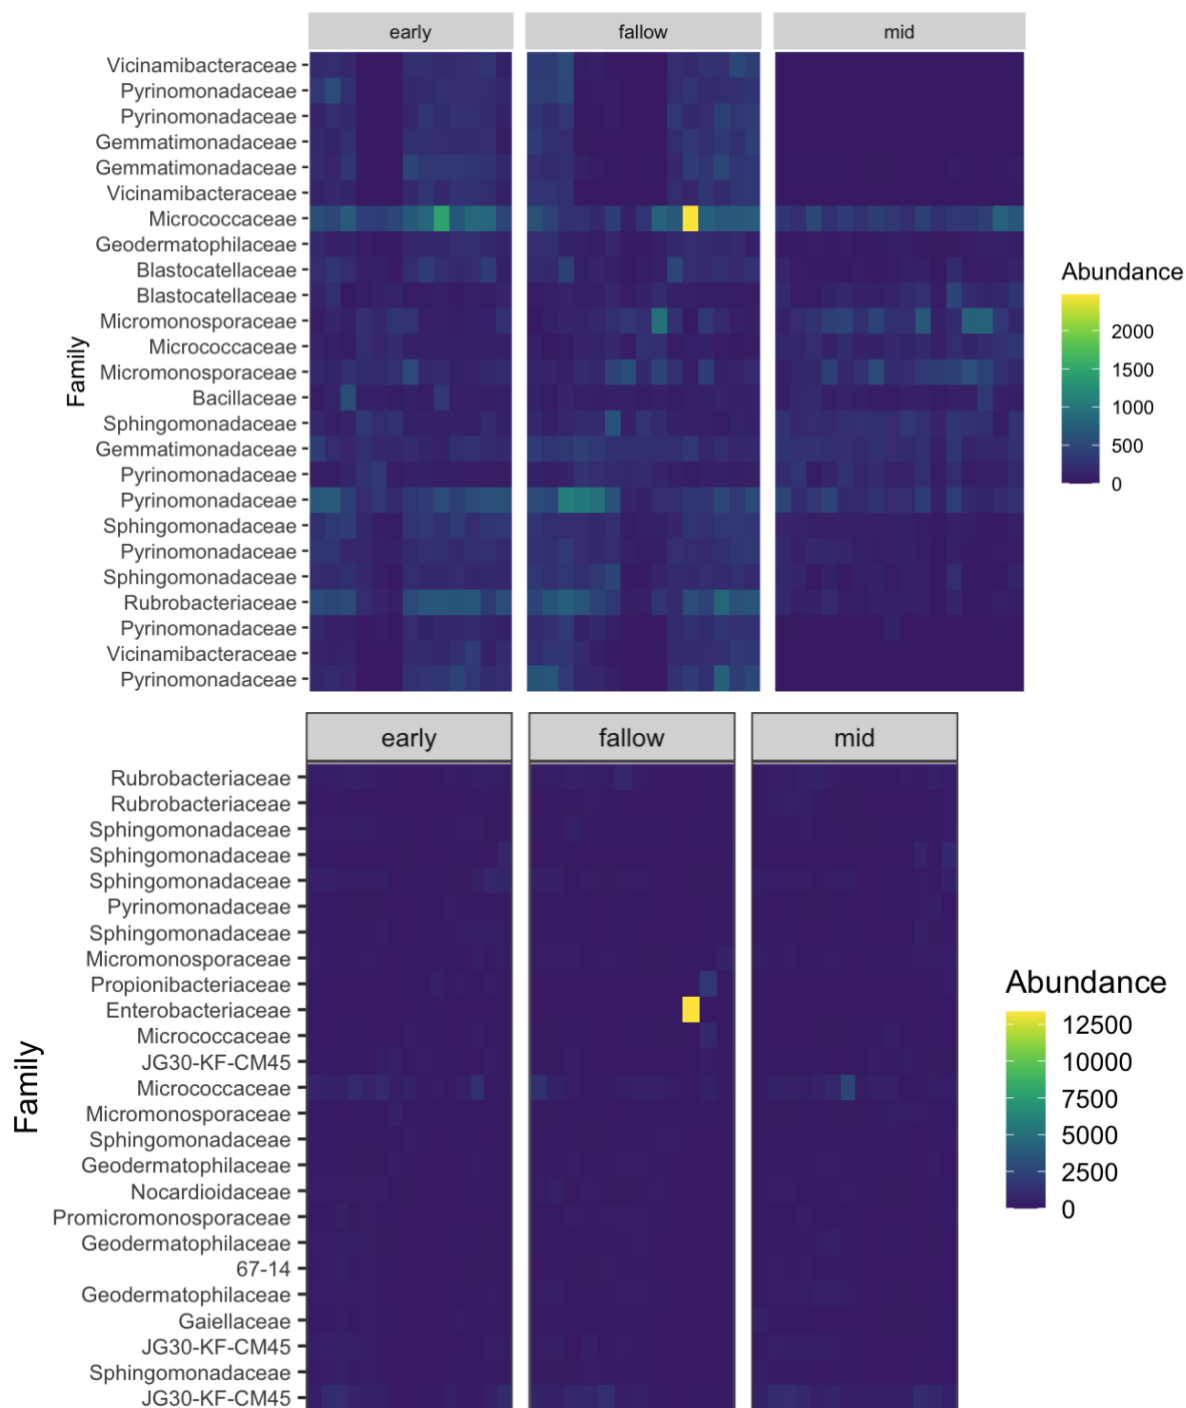 early fallow mid
Vicinamibacteraceae
Pyrinomonadaceae
Pyrinomonadaceae
Gemmatimonadaceae
Gemmatimonadaceae
Vicinamibacteraceae
Micrococcaceae
Geodermatophilaceae
Blastocatellaceae
Blastocatellaceae
Micromonosporaceae
Micrococcaceae
Micromonosporaceae
Bacillaceae
Sphingomonadaceae
Gemmatimonadaceae
Pyrinomonadaceae
Pyrinomonadaceae
Sphingomonadaceae
Pyrinomonadaceae
Sphingomonadaceae
Rubrobacteriaceae
Pyrinomonadaceae
Vicinamibacteraceae
Pyrinomonadaceae
Family
Abundance
2000
1500
1000
500
0
early fallow mid
Rubrobacteriaceae
Rubrobacteriaceae
Sphingomonadaceae
Sphingomonadaceae
Sphingomonadaceae
Pyrinomonadaceae
Sphingomonadaceae
Micromonosporaceae
Propionibacteriaceae
Enterobacteriaceae
Micrococcaceae
JG30-KF-CM45
Micrococcaceae
Micromonosporaceae
Sphingomonadaceae
Geodermatophilaceae
Nocardioidaceae
Promicromonosporaceae
Geodermatophilaceae
67-14
Geodermatophilaceae
Gaiellaceae
JG30-KF-CM45
Sphingomonadaceae
JG30-KF-CM45
Family
Abundance
12500
10000
7500
5000
2500
0